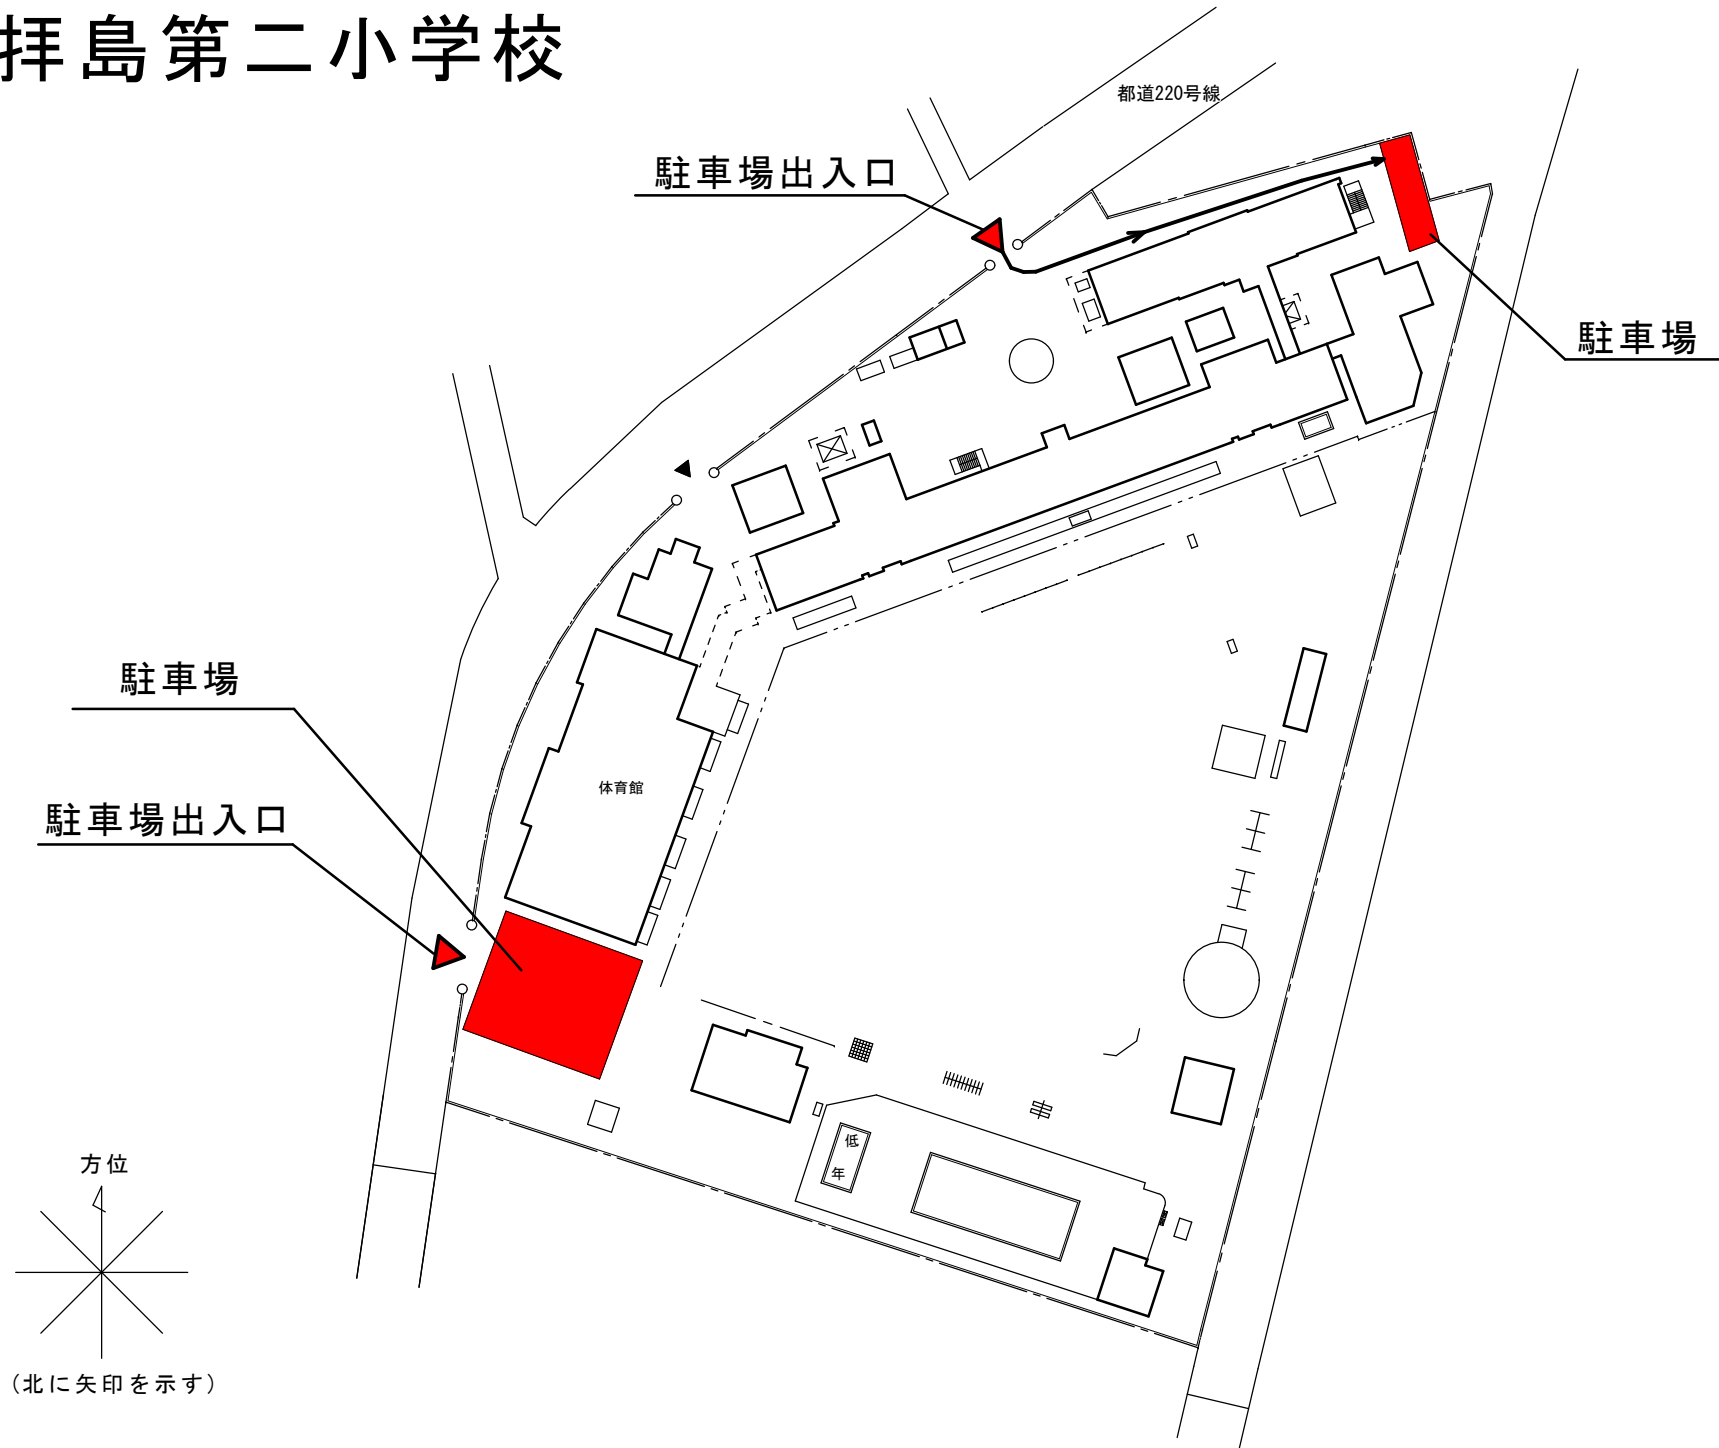 拝島第二小学校
都道220号線
駐車場出入口
駐車場
駐車場
体育館
駐車場出入口
低
年
方位
(北に矢印を示す)